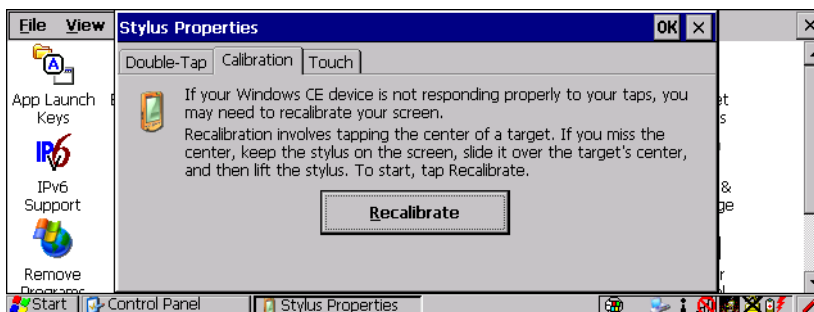 File View
Stylus Properties
OK
Double-Tap
Calibration
Touch
If your Windows CE device is not responding properly to your taps, you
may need to recalibrate your screen.
Recalibration involves tapping the center of a target. If you miss the
center, keep the stylus on the screen, slide it over the target's center,
and then lift the stylus. To start, tap Recalibrate.
Recalibrate
App Launch
Keys
IPv6
IPv6
Support
Remove
Programs
&
Start
Control Panel
Stylus Properties